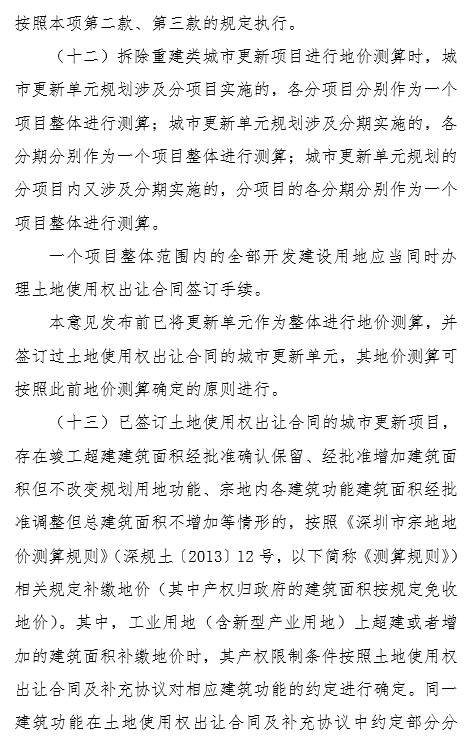 按照本项第二款、第三款的规定执行。
（十二）拆除重建类城市更新项目进行地价测算时，城
市更新单元规划涉及分项目实施的，各分项目分别作为一个
项目整体进行测算；城市更新单元规划涉及分期实施的，各
分期分别作为一个项目整体进行测算；城市更新单元规划的
分项目内又涉及分期实施的，分项目的各分期分别作为一个
项目整体进行测算。
一个项目整体范围内的全部开发建设用地应当同时办
理土地使用权出让合同签订手续。
本意见发布前已将更新单元作为整体进行地价测算，并
签订过土地使用权出让合同的城市更新单元，其地价测算可
按照此前地价测算确定的原则进行。
（十三）已签订土地使用权出让合同的城市更新项目，
存在竣工超建建筑面积经批准确认保留、经批准增加建筑面
积但不改变规划用地功能、宗地内各建筑功能建筑面积经批
准调整但总建筑面积不增加等情形的，按照《深圳市宗地地
价测算规则》（深规土〔2013〕12号，以下简称《测算规则》）
相关规定补缴地价（其中产权归政府的建筑面积按规定免收
地价）。其中，工业用地（含新型产业用地）上超建或者增
加的建筑面积补缴地价时，其产权限制条件按照土地使用权
出让合同及补充协议对相应建筑功能的约定进行确定。同一
建筑功能在土地使用权出让合同及补充协议中约定部分分